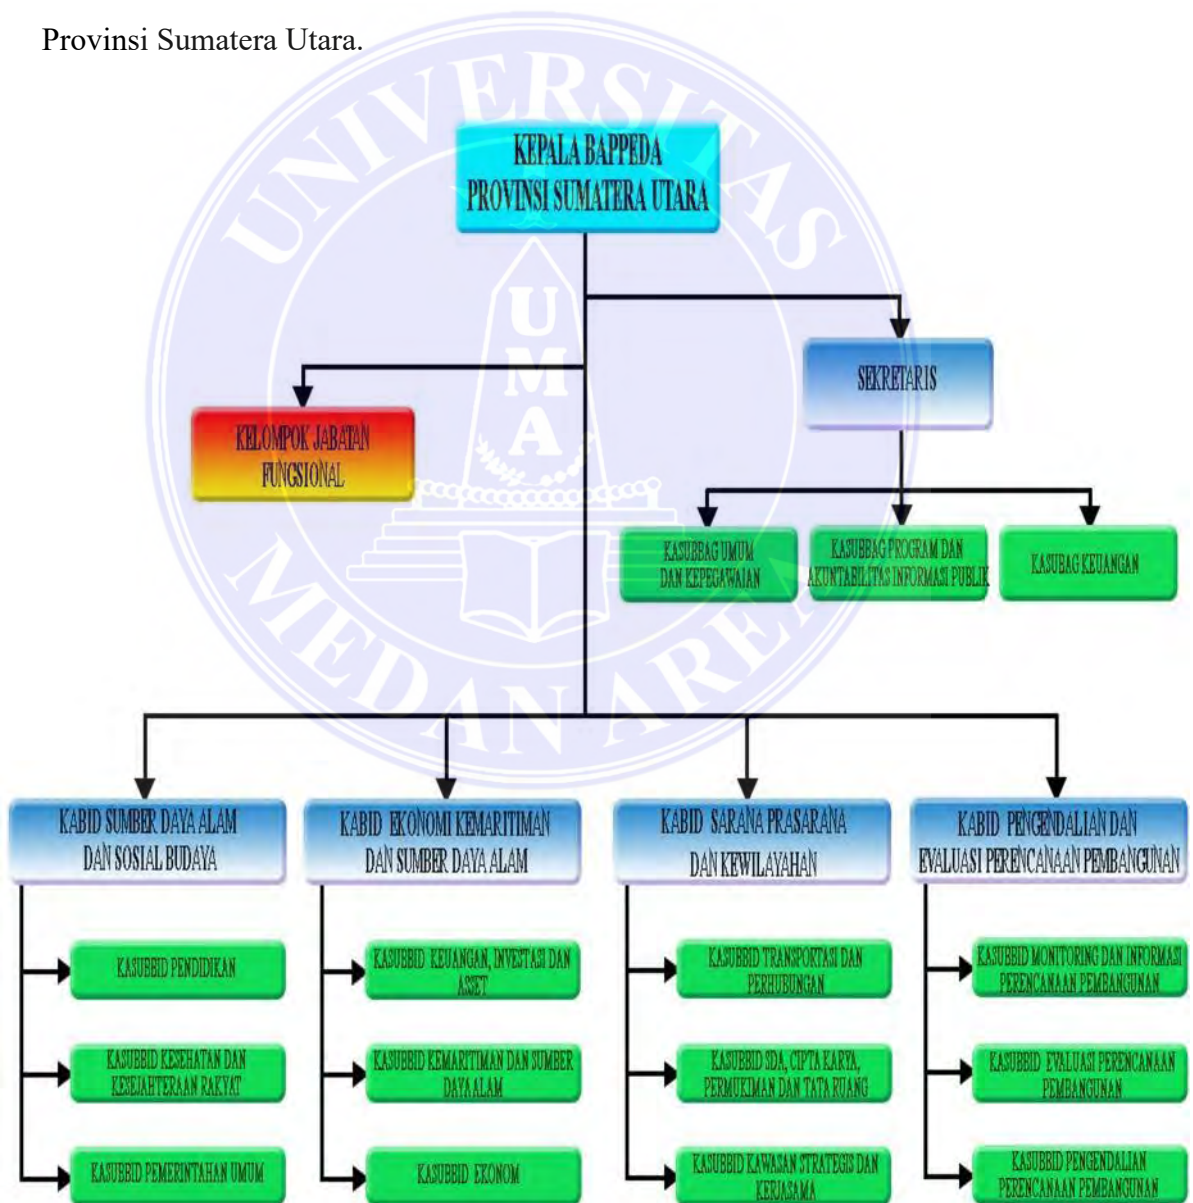 Provinsi Sumatera Utara.
UNIVERSITAS
KEPALA BAPPEDA
PROVINSI SUMATERA UTARA
UMA
SEKRETARIS
KELOMPOK JABATAN
FUNGSIONAL
KASUBBAG UMUM
DAN KEPEGAWAIAN
KASUBBAG PROGRAM DAN
AKUNTABILITAS INFORMASI PUBLIK
KASUBAG KEUANGAN
MEDAN AREA
KABID SUMBER DAYA ALAM
DAN SOSIAL BUDAYA
KABID EKONOMI KEMARITIMAN
DAN SUMBER DAYA ALAM
KABID SARANA PRASARANA
DAN KEWILAYAHAN
KABID PENGENDALIAN DAN
EVALUASI PERENCANAAN PEMBANGUNAN
KASUBBID PENDIDIKAN
KASUBBID KEUANGAN, INVESTASI DAN
ASSET
KASUBBID TRANSPORTASI DAN
PERHUBUNGAN
KASUBBID MONITORING DAN INFORMASI
PERENCANAAN PEMBANGUNAN
KASUBBID KESEHATAN DAN
KESEJAHTERAAN RAKYAT
KASUBBID KEMARITIMAN DAN SUMBER
DAYA ALAM
KASUBBID SDA, CIPTA KARYA,
PERMUKIMAN DAN TATA RUANG
KASUBBID EVALUASI PERENCANAAN
PEMBANGUNAN
KASUBBID PEMERINTAHAN UMUM
KASUBBID EKONOM
KASUBBID KAWASAN STRATEGIS DAN
KERJASAMA
KASUBBID PENGENDALIAN
PERENCANAAN PEMBANGUNAN